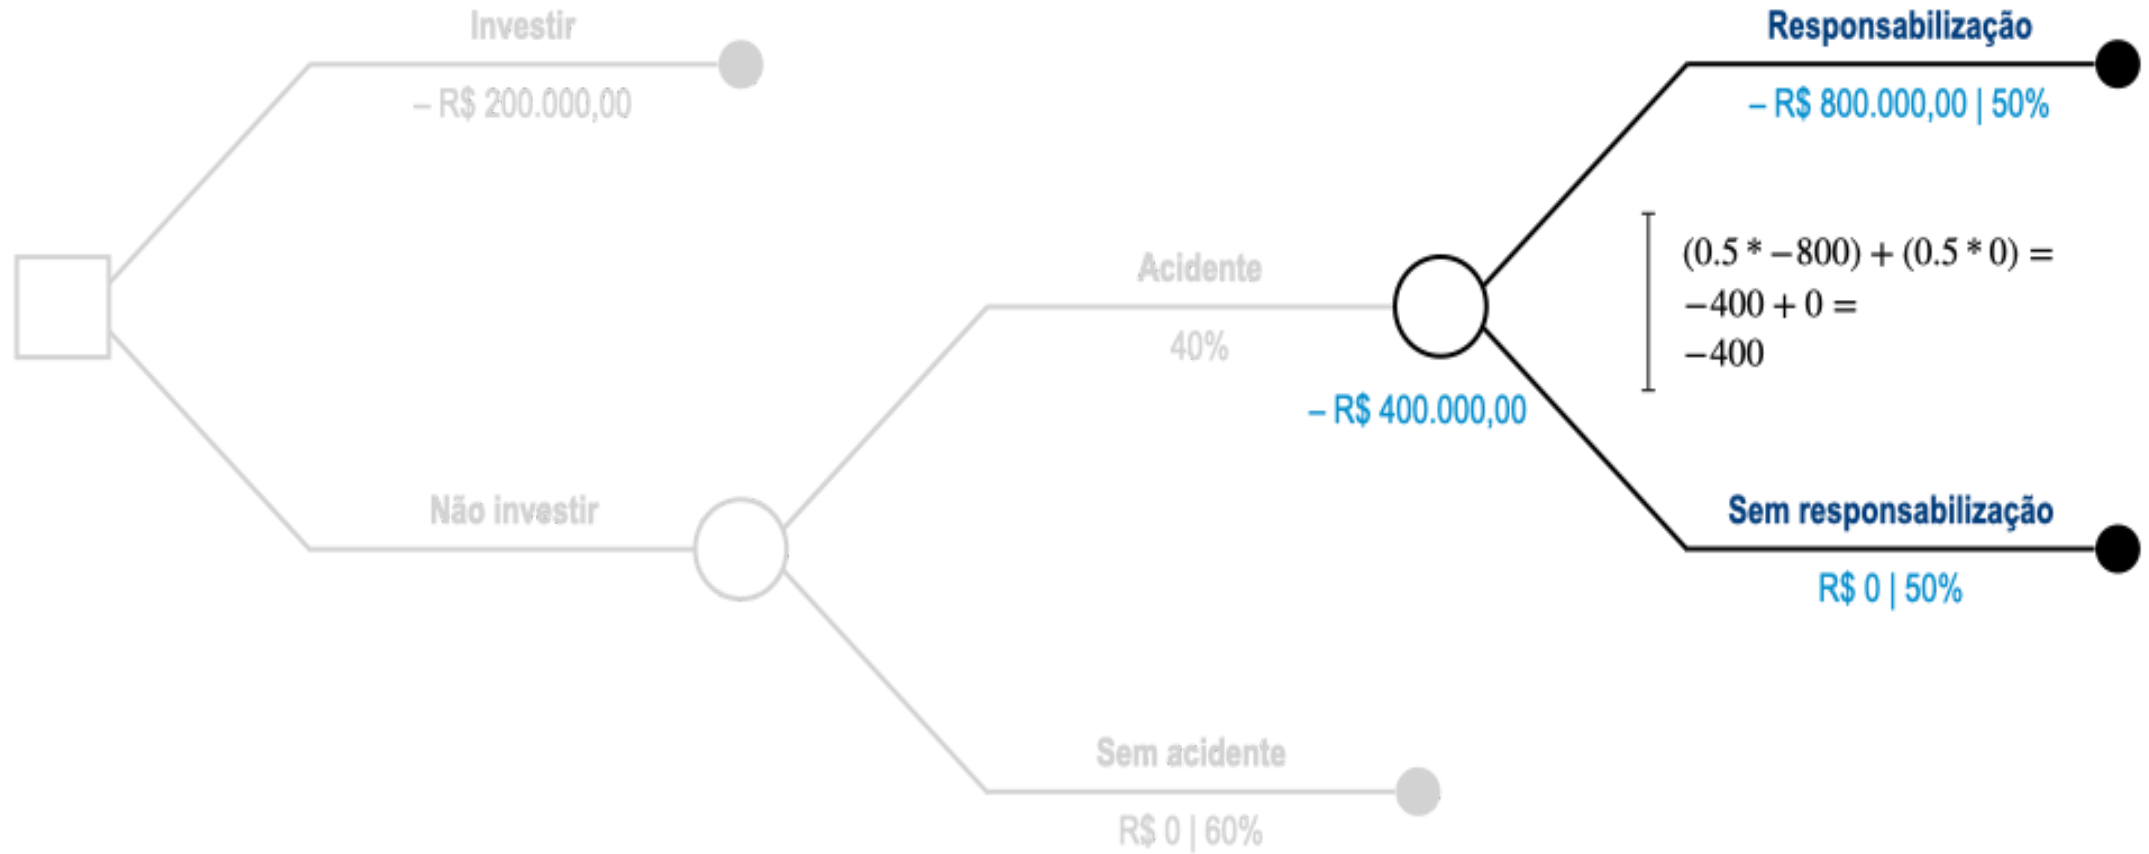 Investir
– R$ 200.000,00
Responsabilização
– R$ 800.000,00 | 50%
(0.5 * −800) + (0.5 * 0) =
−400 + 0 =
−400
Acidente
40%
– R$ 400.000,00
Não investir
Sem responsabilização
R$ 0 | 50%
Sem acidente
R$ 0 | 60%